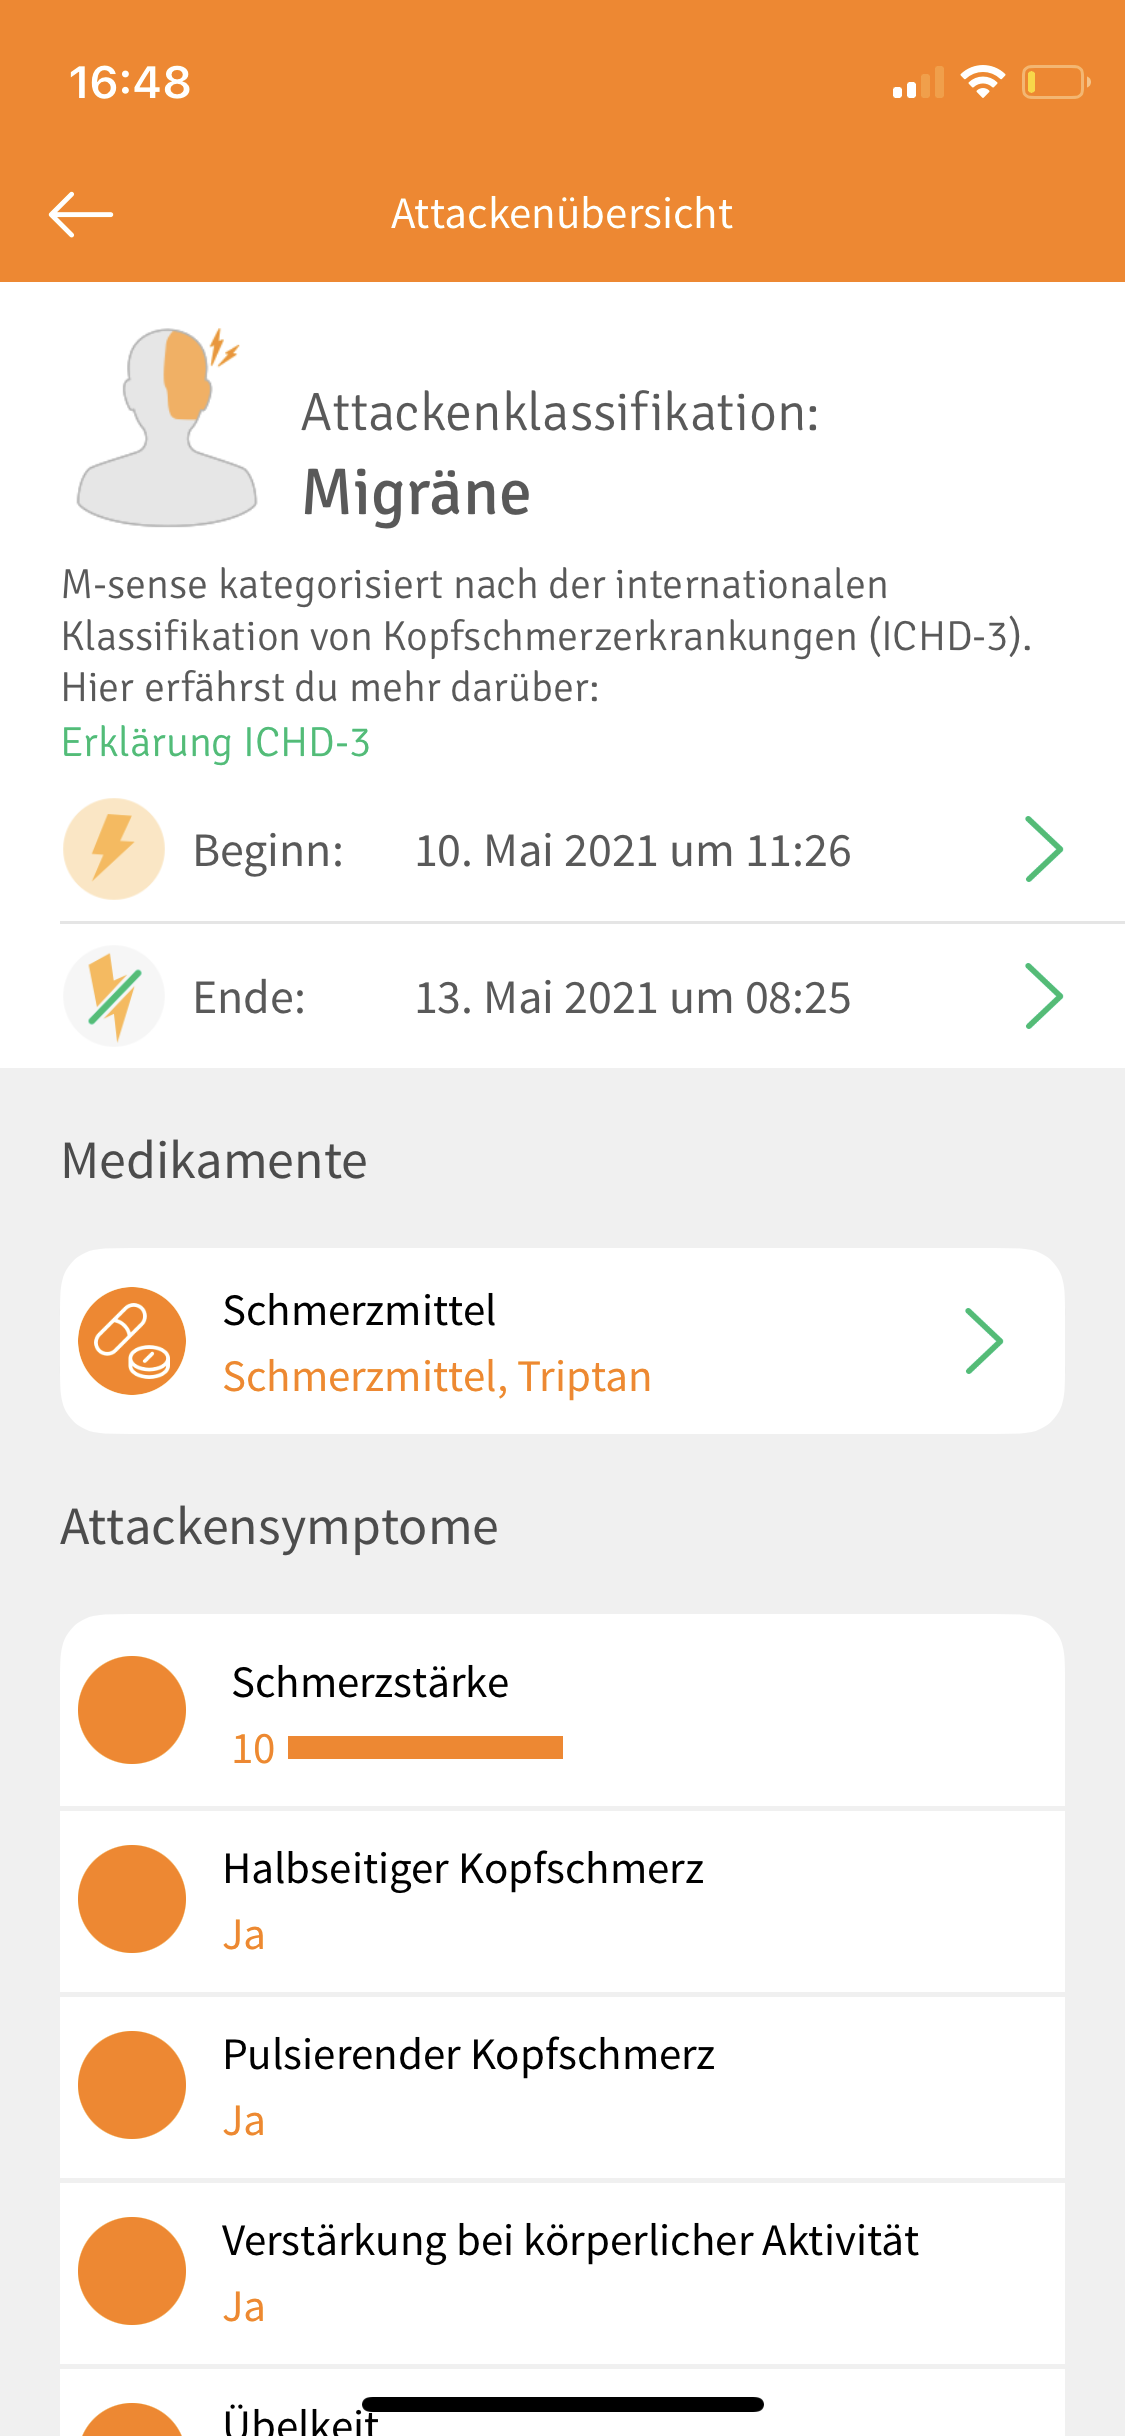 16:48
Attackenübersicht
Attackenklassifikation:
Migräne
M-sense kategorisiert nach der internationalen
Klassifikation von Kopfschmerzerkrankungen (ICHD-3).
Hier erfährst du mehr darüber:
Erklärung ICHD-3
Beginn: 10. Mai 2021 um 11:26
Ende: 13. Mai 2021 um 08:25
Medikamente
Schmerzmittel
Schmerzmittel, Triptan
Attackensymptome
Schmerzstärke
10
Halbseitiger Kopfschmerz
Ja
Pulsierender Kopfschmerz
Ja
Verstärkung bei körperlicher Aktivität
Ja
Übelkeit